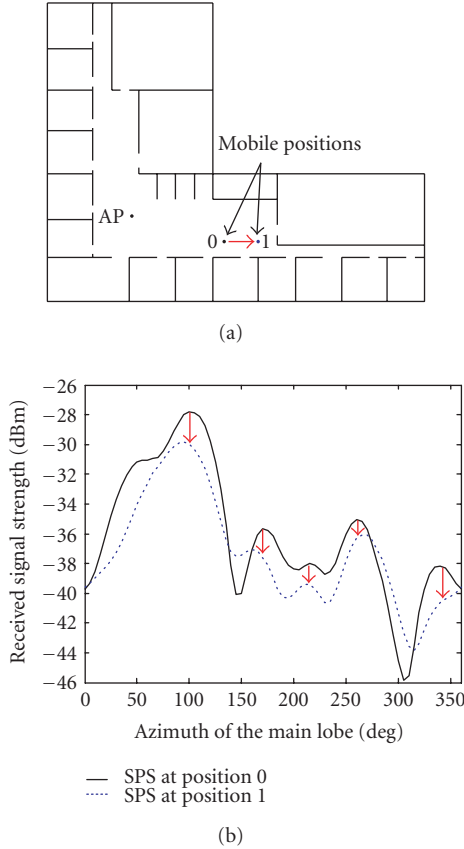 Mobile positions
AP
0
1
(a)
−26
−28
−30
−32
−34
−36
−38
−40
−42
−44
−46
Received signal strength (dBm)
0 50 100 150 200 250 300 350
Azimuth of the main lobe (deg)
SPS at position 0
SPS at position 1
(b)